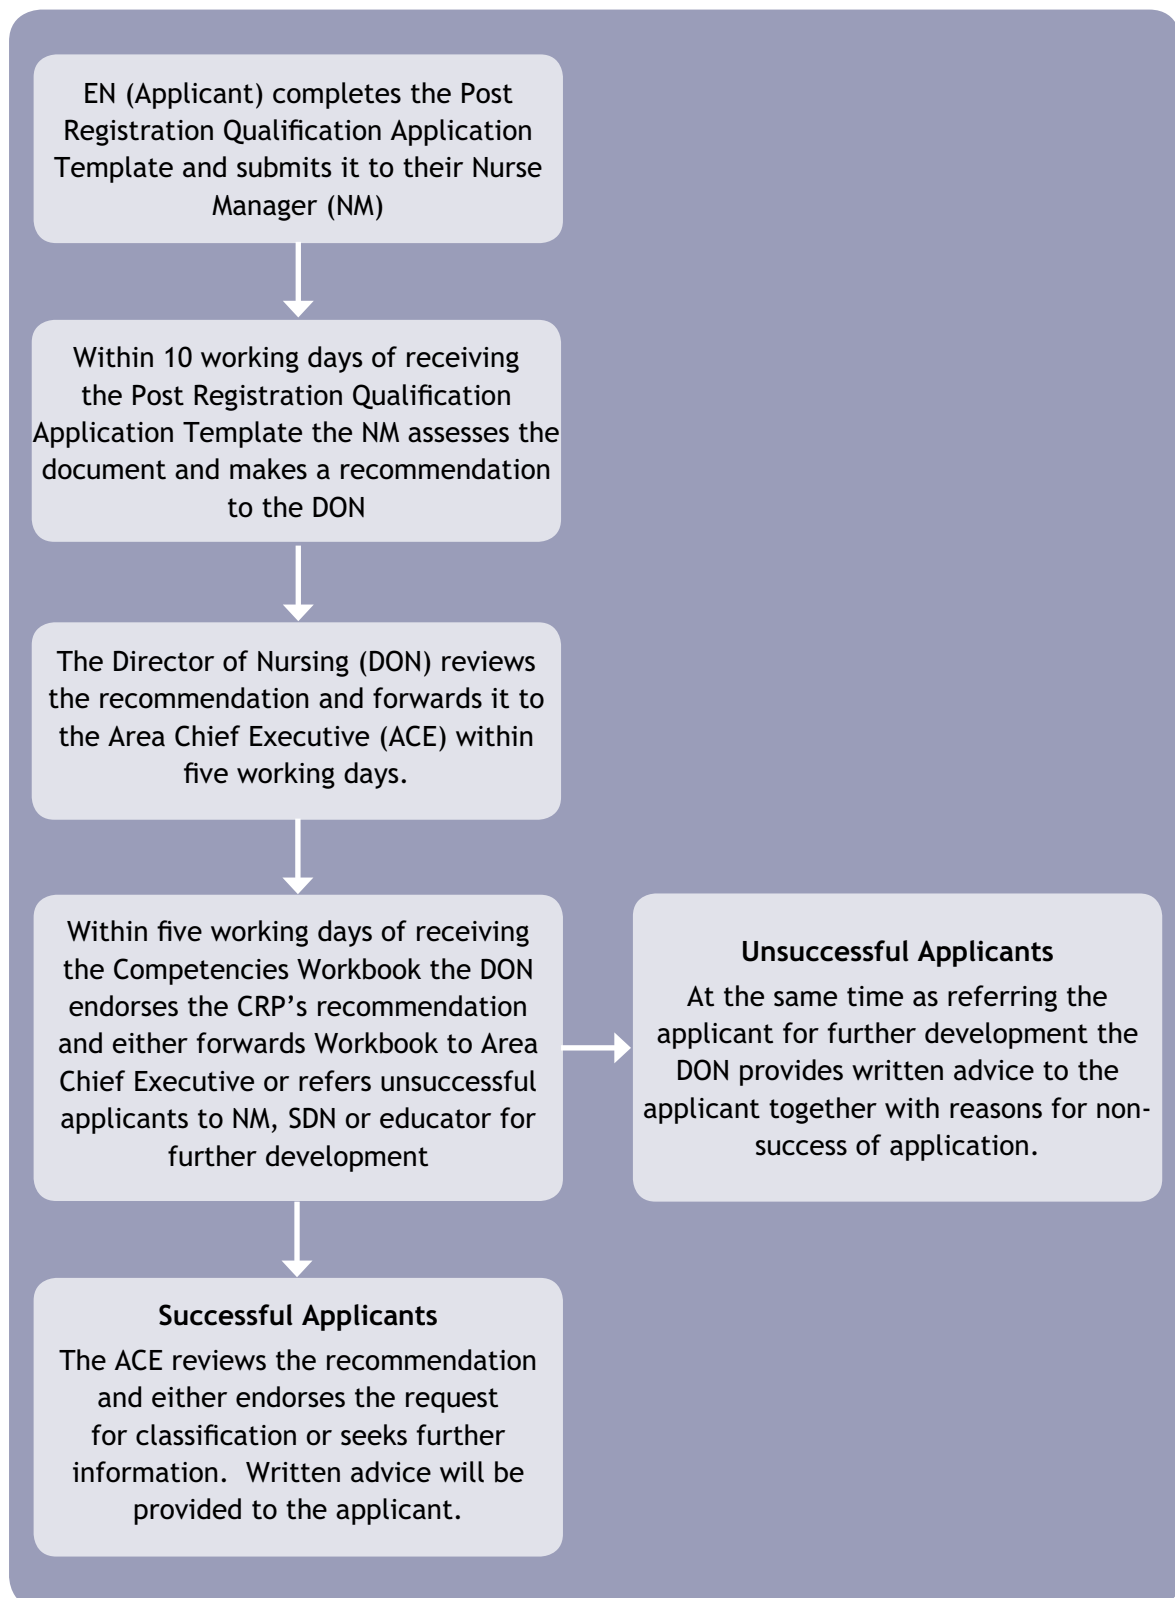 EN (Applicant) completes the Post
Registration Qualification Application
Template and submits it to their Nurse
Manager (NM)
Within 10 working days of receiving
the Post Registration Qualification
Application Template the NM assesses the
document and makes a recommendation
to the DON
The Director of Nursing (DON) reviews
the recommendation and forwards it to
the Area Chief Executive (ACE) within
five working days.
Within five working days of receiving
the Competencies Workbook the DON
endorses the CRP’s recommendation
and either forwards Workbook to Area
Chief Executive or refers unsuccessful
applicants to NM, SDN or educator for
further development
Unsuccessful Applicants
At the same time as referring the
applicant for further development the
DON provides written advice to the
applicant together with reasons for non-
success of application.
Successful Applicants
The ACE reviews the recommendation
and either endorses the request
for classification or seeks further
information.  Written advice will be
provided to the applicant.